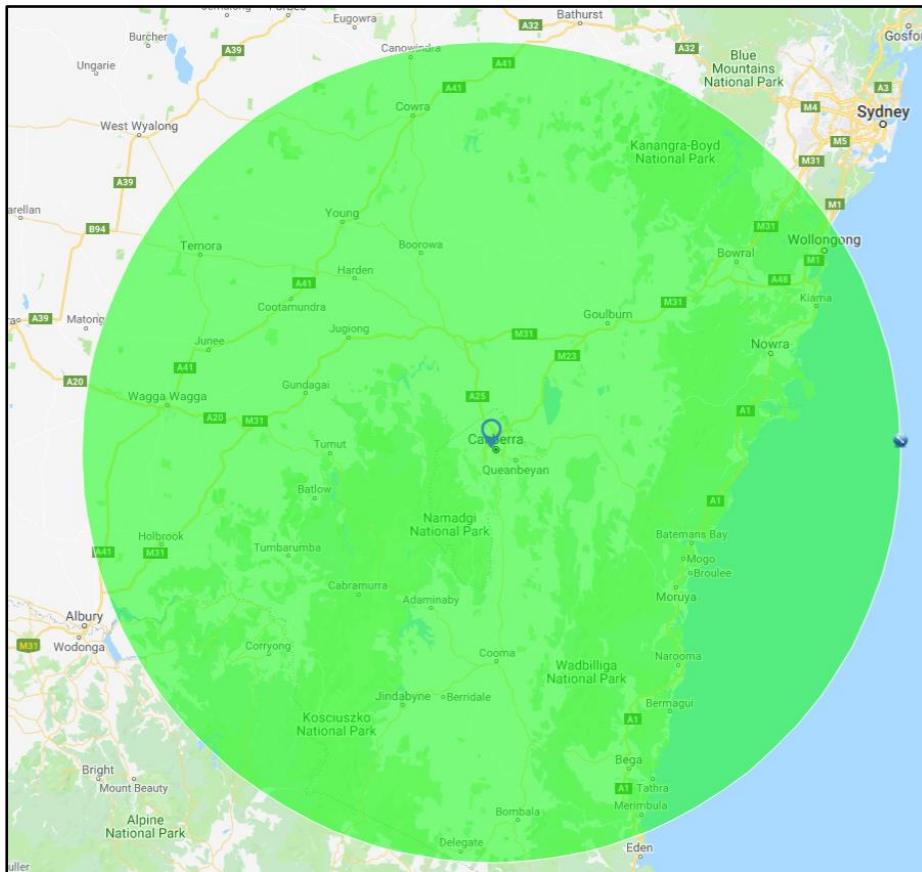 Eugowra
Bathurst
Gosfor
Burcher
A39
Canowindra
A32
A32
Ungarie
A41
Blue
Mountains
National Park
A41
A3
Cowra
M4
Sydney
West Wyalong
M5
Kanangra-Boyd
National Park
M31
A39
arellan
Young
M1
B94
M31
Temora
Boorowa
Wollongong
Bowral
M1
Harden
A41
A48
Cootamundra
M31
Kiama
A39
Matong
Jugiong
Goulburn
Junee
M31
Nowra
M23
A41
A20
Gundagai
A25
Wagga Wagga
A1
A20
M31
Tumut
Canberra
Queanbeyan
Batlow
A1
Namadgi
National Park
Holbrook
Batemans Bay
A41
M31
Tumbarumba
Mogo
Broulee
Cabramurra
Moruya
Adaminaby
Albury
M31
Wodonga
Corryong
Cooma
Narooma
Wadbilliga
National Park
Jindabyne
Berridale
Bermagui
Kosciuszko
National Park
A1
Bright
Bega
Mount Beauty
Tathra
A1
Merimbula
Bombala
Alpine
National Park
Delegate
Eden
uller